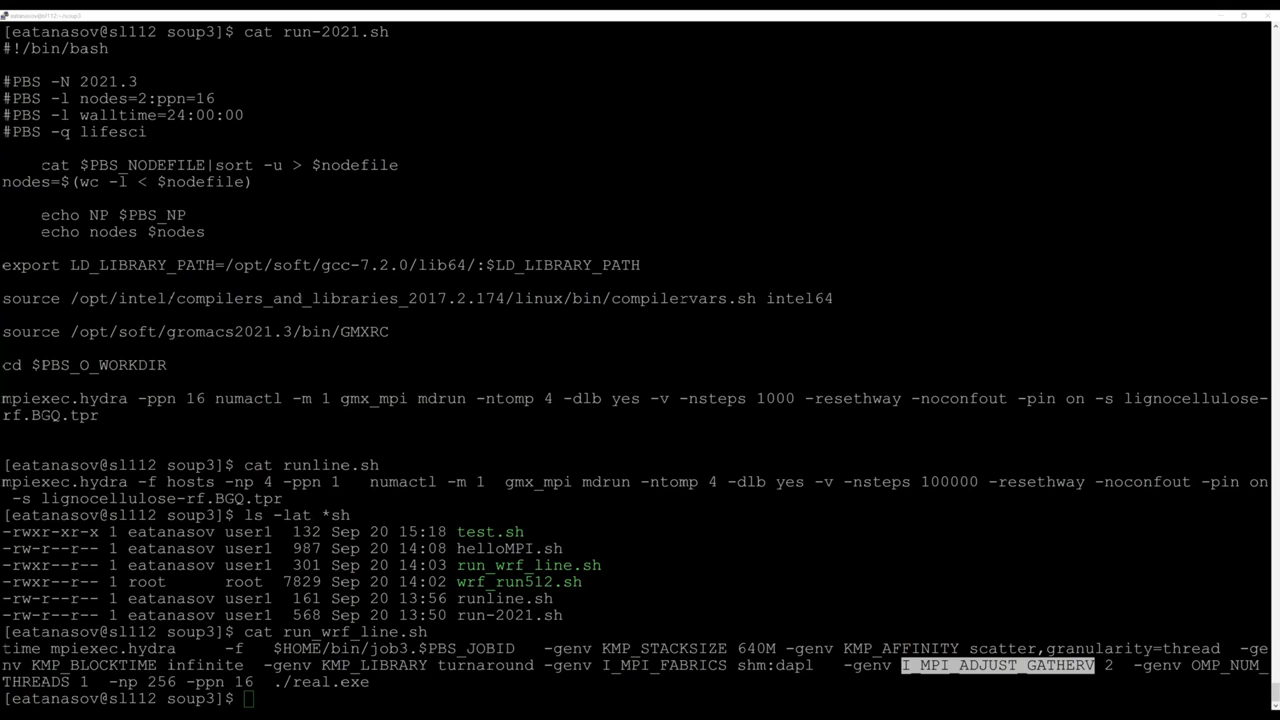 eatanasov@sl112:~/soup3
[eatanasov@sl112 soup3]$ cat run-2021.sh
#!/bin/bash
#PBS -N 2021.3
#PBS -l nodes=2:ppn=16
#PBS -l walltime=24:00:00
#PBS -q lifesci
cat $PBS_NODEFILE|sort -u > $nodefile
nodes=$(wc -l < $nodefile)
echo NP $PBS_NP
echo nodes $nodes
export LD_LIBRARY_PATH=/opt/soft/gcc-7.2.0/lib64/:$LD_LIBRARY_PATH
source /opt/intel/compilers_and_libraries_2017.2.174/linux/bin/compilervars.sh intel64
source /opt/soft/gromacs2021.3/bin/GMXRC
cd $PBS_O_WORKDIR
mpiexec.hydra -ppn 16 numactl -m 1 gmx_mpi mdrun -ntomp 4 -dlb yes -v -nsteps 1000 -resethway -noconfout -pin on -s lignocellulose-
rf.BGQ.tpr
[eatanasov@sl112 soup3]$ cat runline.sh
mpiexec.hydra -f hosts -np 4 -ppn 1   numactl -m 1  gmx_mpi mdrun -ntomp 4 -dlb yes -v -nsteps 100000 -resethway -noconfout -pin on
 -s lignocellulose-rf.BGQ.tpr
[eatanasov@sl112 soup3]$ ls -lat *sh
-rwxr-xr-x 1 eatanasov user1  132 Sep 20 15:18 test.sh
-rw-r--r-- 1 eatanasov user1  987 Sep 20 14:08 helloMPI.sh
-rwxr--r-- 1 eatanasov user1  301 Sep 20 14:03 run_wrf_line.sh
-rwxr--r-- 1 root      root  7829 Sep 20 14:02 wrf_run512.sh
-rw-r--r-- 1 eatanasov user1  161 Sep 20 13:56 runline.sh
-rw-r--r-- 1 eatanasov user1  568 Sep 20 13:50 run-2021.sh
[eatanasov@sl112 soup3]$ cat run_wrf_line.sh
time mpiexec.hydra     -f   $HOME/bin/job3.$PBS_JOBID   -genv KMP_STACKSIZE 640M -genv KMP_AFFINITY scatter,granularity=thread  -ge
nv KMP_BLOCKTIME infinite  -genv KMP_LIBRARY turnaround -genv I_MPI_FABRICS shm:dapl   -genv I_MPI_ADJUST_GATHERV 2  -genv OMP_NUM_
THREADS 1  -np 256 -ppn 16  ./real.exe
[eatanasov@sl112 soup3]$